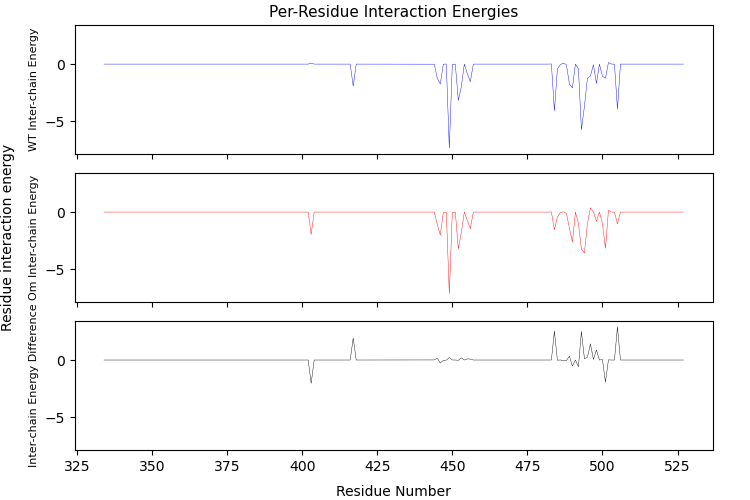 Per-Residue Interaction Energies
Residue interaction energy
WT Inter-chain Energy
0
−5
Om Inter-chain Energy
0
−5
Inter-chain Energy Difference
0
−5
325 350 375 400 425 450 475 500 525
Residue Number